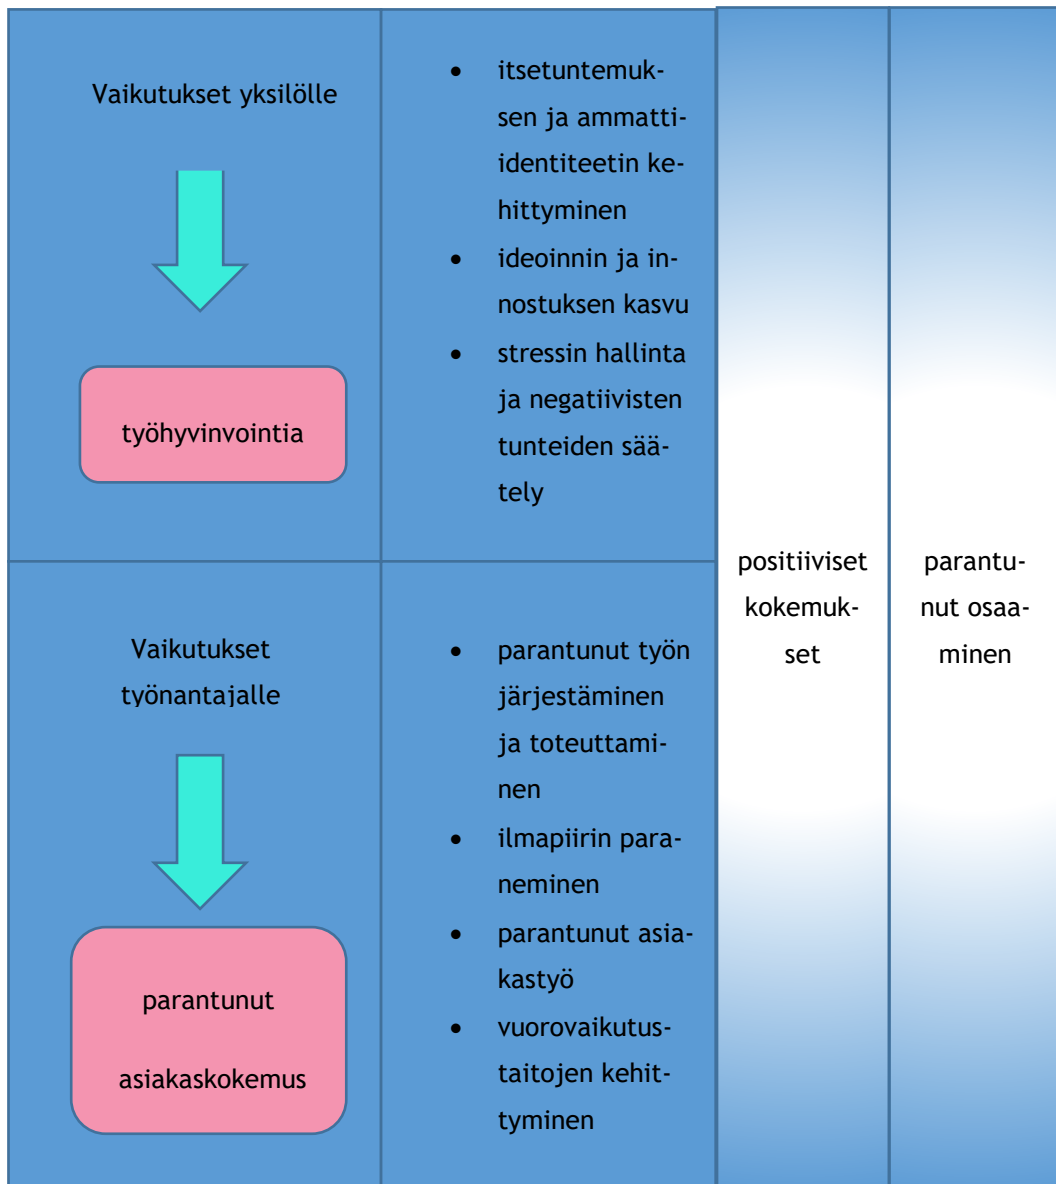 Vaikutukset yksilölle
työhyvinvointia
• itsetuntemuk-
sen ja ammatti-
identiteetin ke-
hittyminen
• ideoinnin ja in-
nostuksen kasvu
• stressin hallinta
ja negatiivisten
tunteiden sää-
tely
Vaikutukset
työnantajalle
parantunut
asiakaskokemus
• parantunut työn
järjestäminen
ja toteuttami-
nen
• ilmapiirin para-
neminen
• parantunut asia-
kastyö
• vuorovaikutus-
taitojen kehit-
tyminen
positiiviset
kokemuk-
set
parantu-
nut osaa-
minen